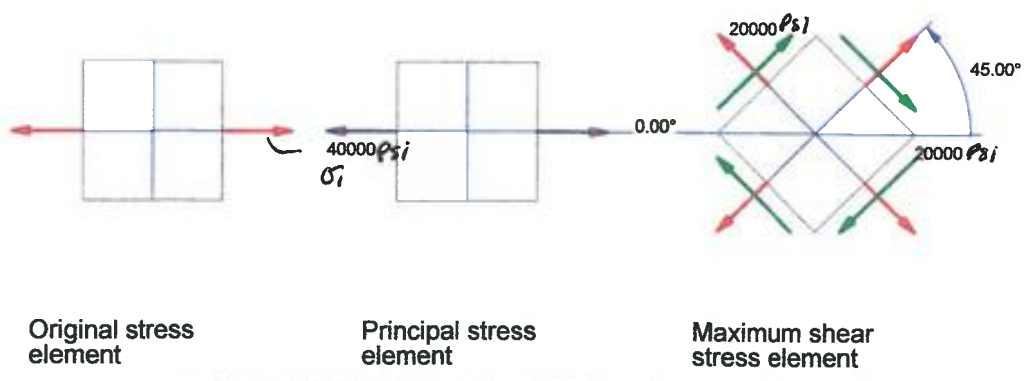 20000 Psi
45.00°
0.00°
40000 Psi
20000 Psi
σ₁
Original stress
element
Principal stress
element
Maximum shear
stress element